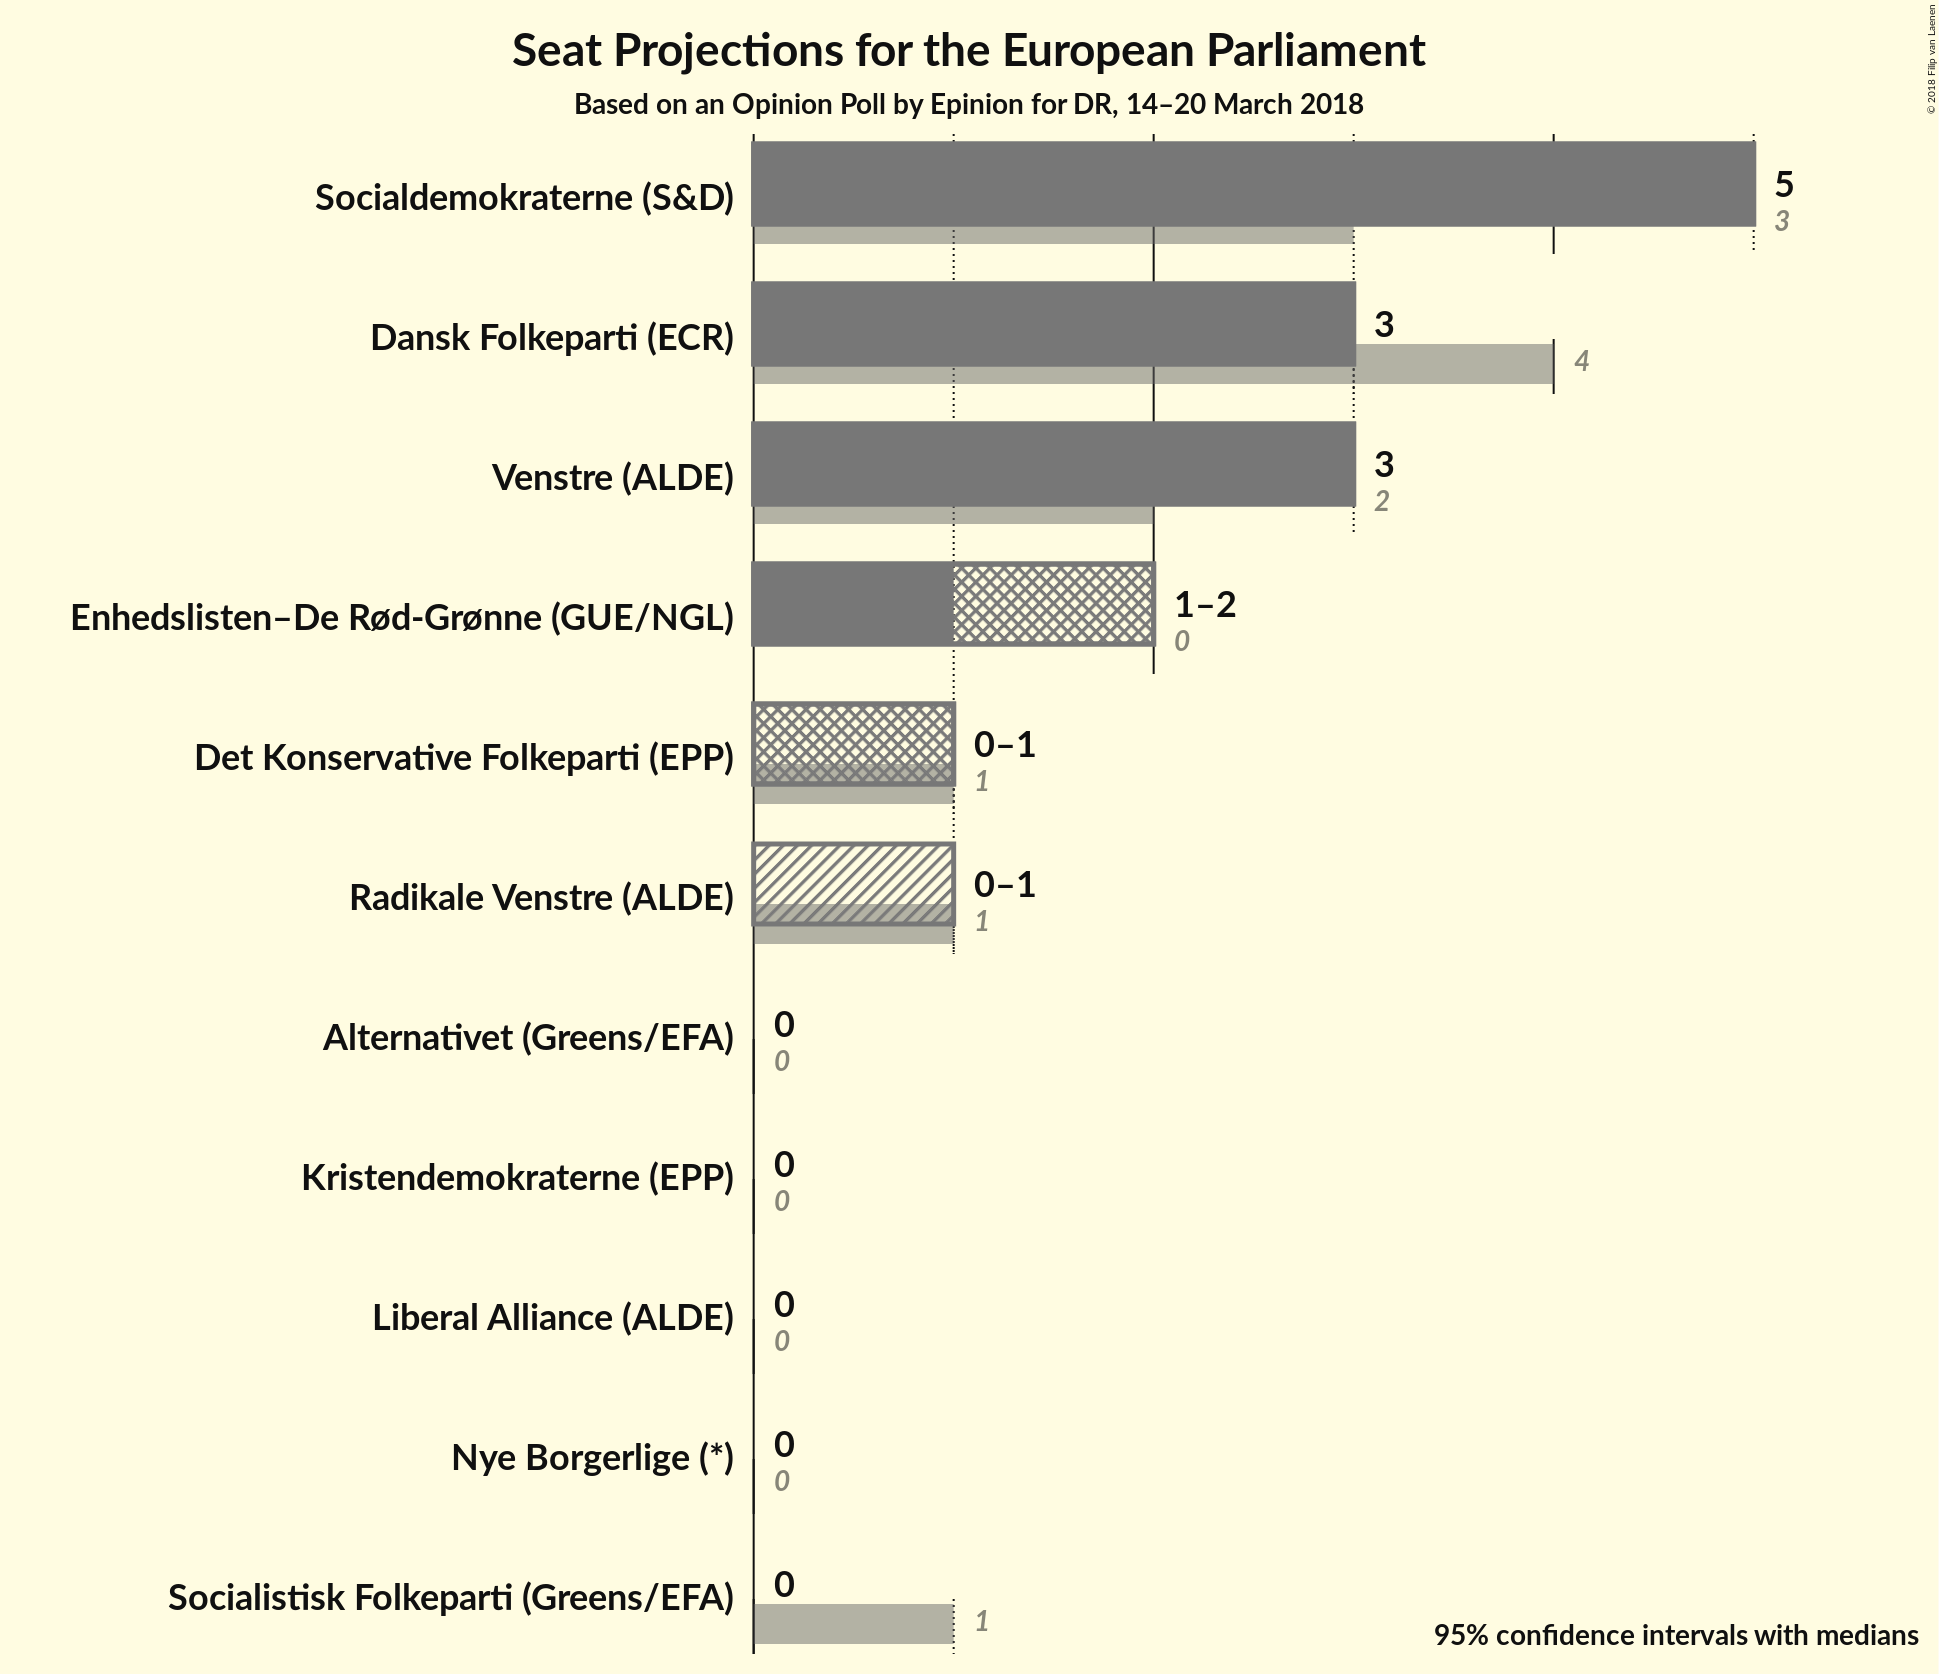 Seat Projections for the European Parliament
Based on an Opinion Poll by Epinion for DR, 14–20 March 2018
© 2018 Filip van Laenen
Socialdemokraterne (S&D)
5
3
Dansk Folkeparti (ECR)
3
4
Venstre (ALDE)
3
2
Enhedslisten–De Rød-Grønne (GUE/NGL)
1–2
0
Det Konservative Folkeparti (EPP)
0–1
1
Radikale Venstre (ALDE)
0–1
1
Alternativet (Greens/EFA)
0
0
Kristendemokraterne (EPP)
0
0
Liberal Alliance (ALDE)
0
0
Nye Borgerlige (*)
0
0
Socialistisk Folkeparti (Greens/EFA)
0
1
95% confidence intervals with medians